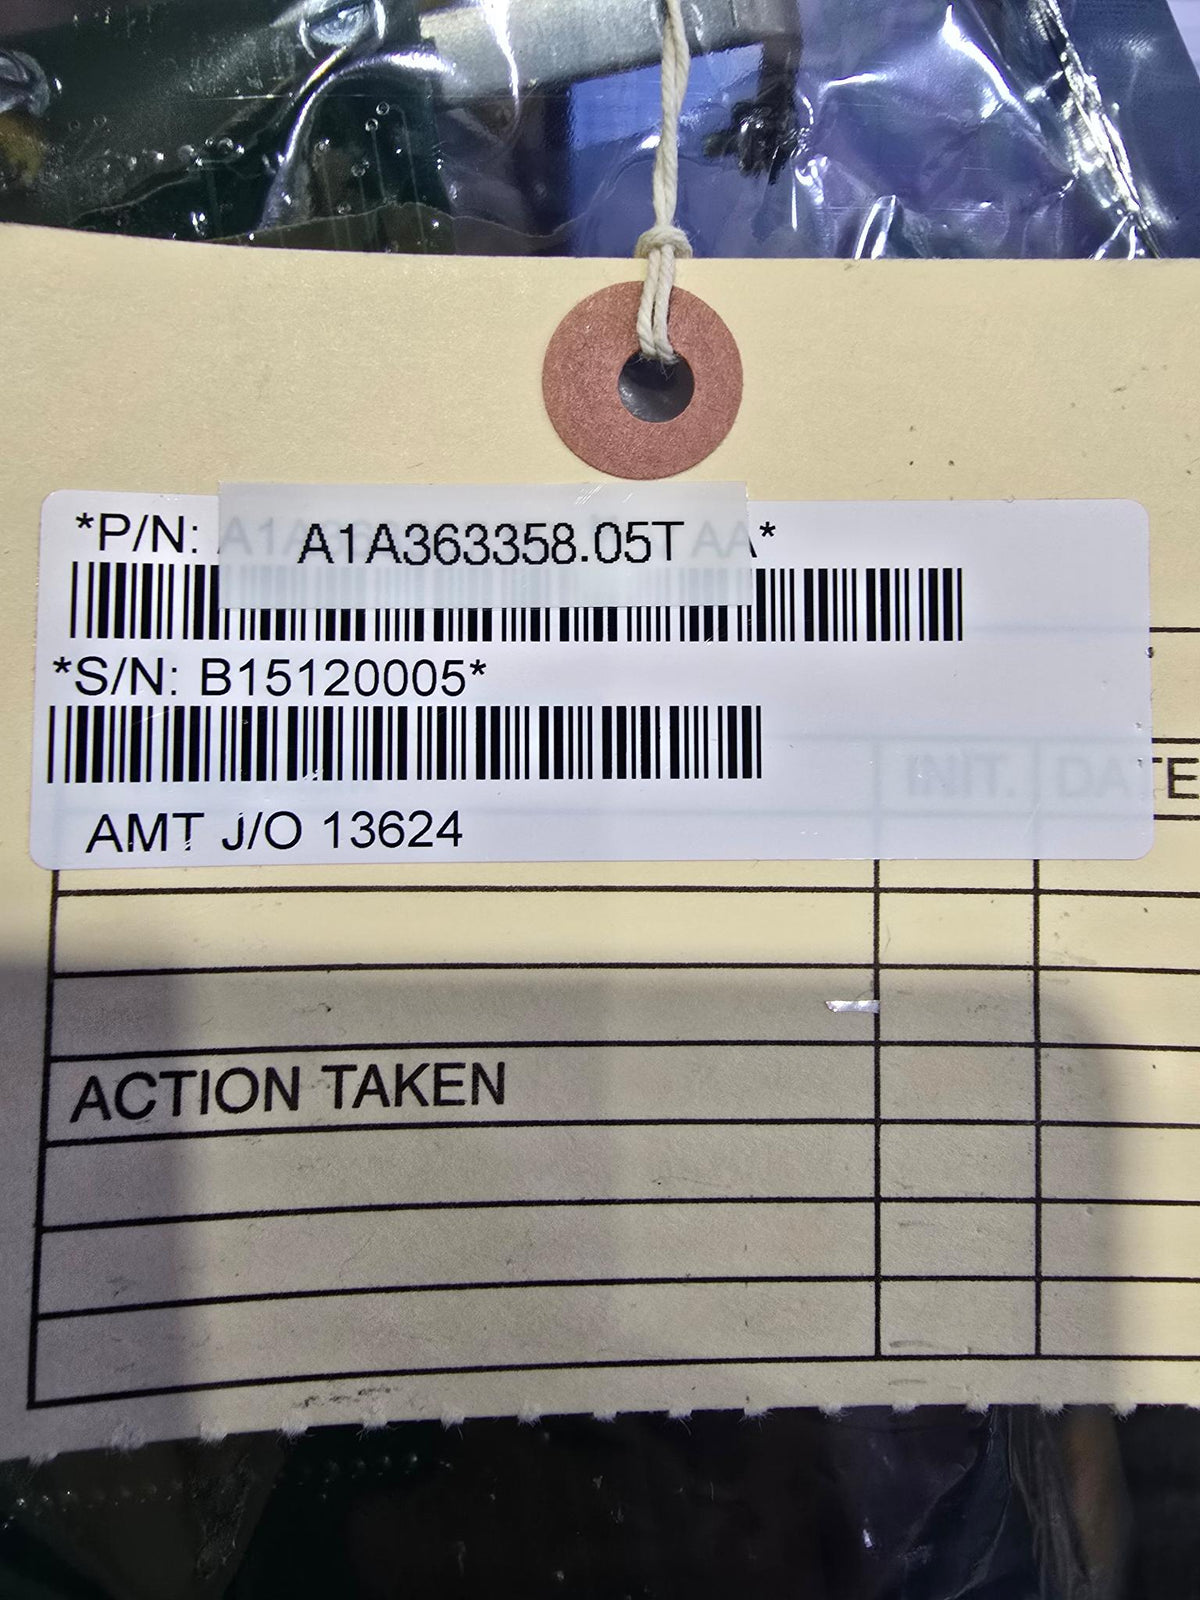 *P/N: A1A363358.05T AA*
*S/N: B15120005*
AMT J/O 13624
INIT. DATE
ACTION TAKEN